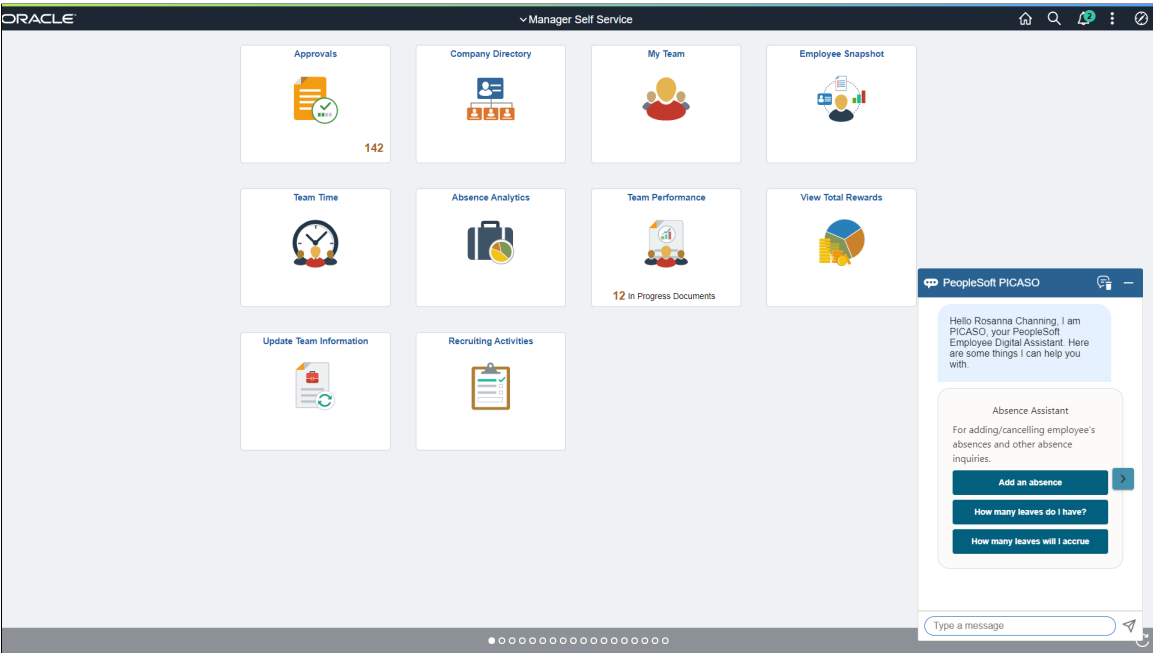 ORACLE
Manager Self Service
2
Approvals
142
Company Directory
My Team
Employee Snapshot
Team Time
Absence Analytics
Team Performance
12 In Progress Documents
View Total Rewards
Update Team Information
Recruiting Activities
PeopleSoft PICASO
Hello Rosanna Channing, I am
PICASO, your PeopleSoft
Employee Digital Assistant. Here
are some things I can help you
with.
Absence Assistant
For adding/cancelling employee's
absences and other absence
inquiries.
Add an absence
How many leaves do I have?
How many leaves will I accrue
Type a message